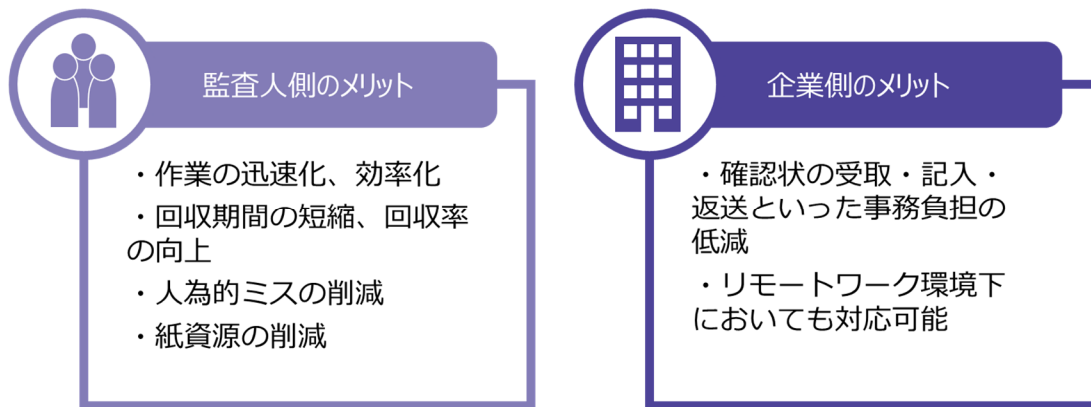 監査人側のメリット
・作業の迅速化、効率化
・回収期間の短縮、回収率
の向上
・人為的ミスの削減
・紙資源の削減
企業側のメリット
・確認状の受取・記入・
返送といった事務負担の
低減
・リモートワーク環境下
においても対応可能